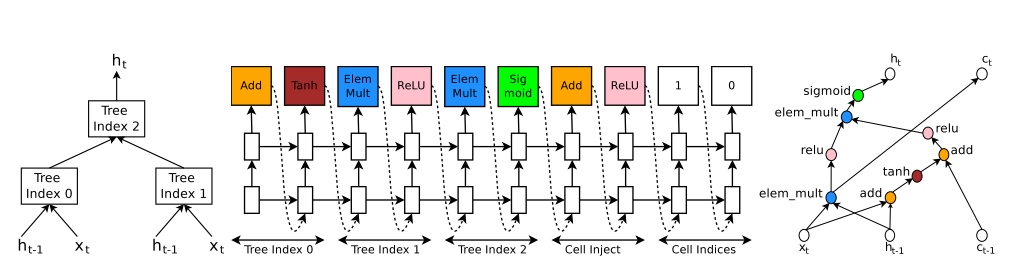 h_t
Tree
Index 2
Tree
Index 0
Tree
Index 1
h_{t-1}
x_t
h_{t-1}
x_t
Add
Tanh
Elem
Mult
ReLU
Elem
Mult
Sig
moid
Add
ReLU
1
0
Tree Index 0
Tree Index 1
Tree Index 2
Cell Inject
Cell Indices
h_t
c_t
sigmoid
elem_mult
relu
relu
add
tanh
elem_mult
add
x_t
h_{t-1}
c_{t-1}